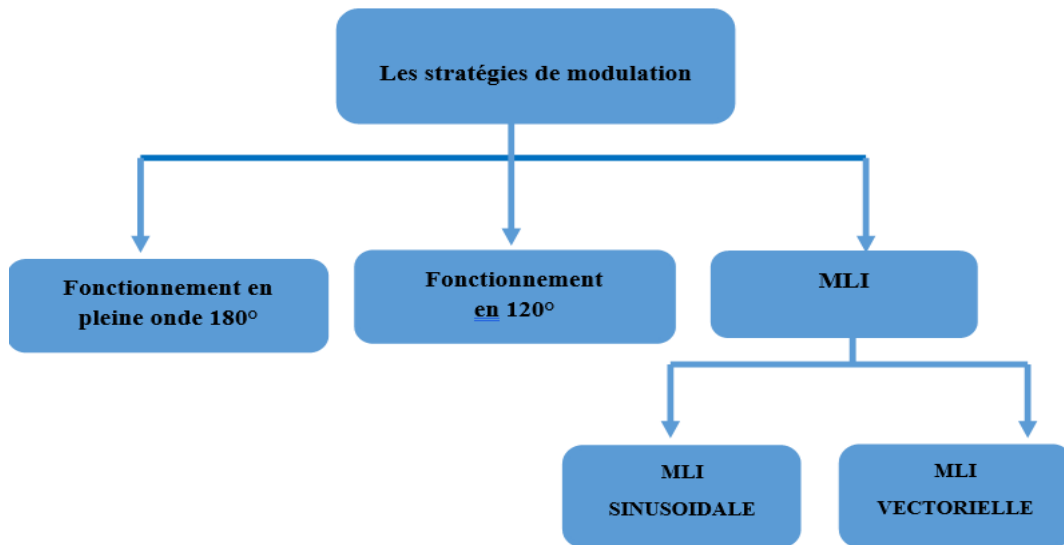 Les stratégies de modulation
Fonctionnement en
pleine onde 180°
Fonctionnement
en 120°
MLI
MLI
SINUSOIDALE
MLI
VECTORIELLE